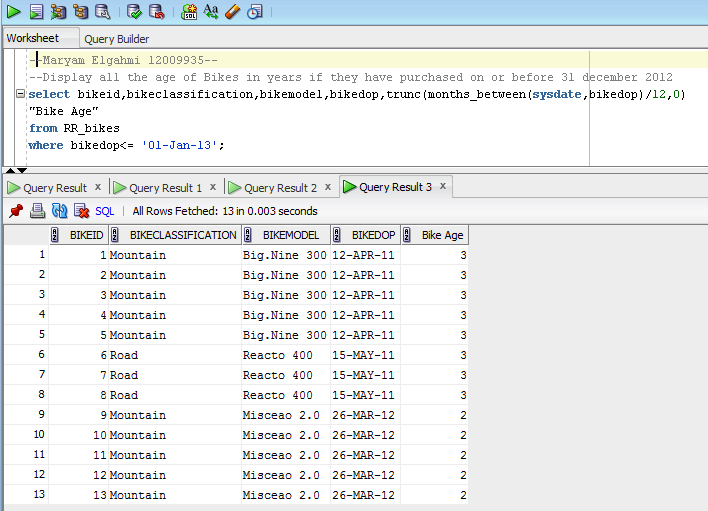 SQL
Aa
Worksheet Query Builder
--Maryam Elgahmi 12009935--
--Display all the age of Bikes in years if they have purchased on or before 31 december 2012
select bikeid,bikeclassification,bikemodel,bikedop,trunc(months_between(sysdate,bikedop)/12,0)
"Bike Age"
from RR_bikes
where bikedop<= '01-Jan-13';
Query Result x Query Result 1 x Query Result 2 x Query Result 3 x
SQL | All Rows Fetched: 13 in 0.003 seconds
BIKEID BIKECLASSIFICATION BIKEMODEL BIKEDOP Bike Age
1 1 Mountain Big.Nine 300 12-APR-11 3
2 2 Mountain Big.Nine 300 12-APR-11 3
3 3 Mountain Big.Nine 300 12-APR-11 3
4 4 Mountain Big.Nine 300 12-APR-11 3
5 5 Mountain Big.Nine 300 12-APR-11 3
6 6 Road Reacto 400 15-MAY-11 3
7 7 Road Reacto 400 15-MAY-11 3
8 8 Road Reacto 400 15-MAY-11 3
9 9 Mountain Misceao 2.0 26-MAR-12 2
10 10 Mountain Misceao 2.0 26-MAR-12 2
11 11 Mountain Misceao 2.0 26-MAR-12 2
12 12 Mountain Misceao 2.0 26-MAR-12 2
13 13 Mountain Misceao 2.0 26-MAR-12 2